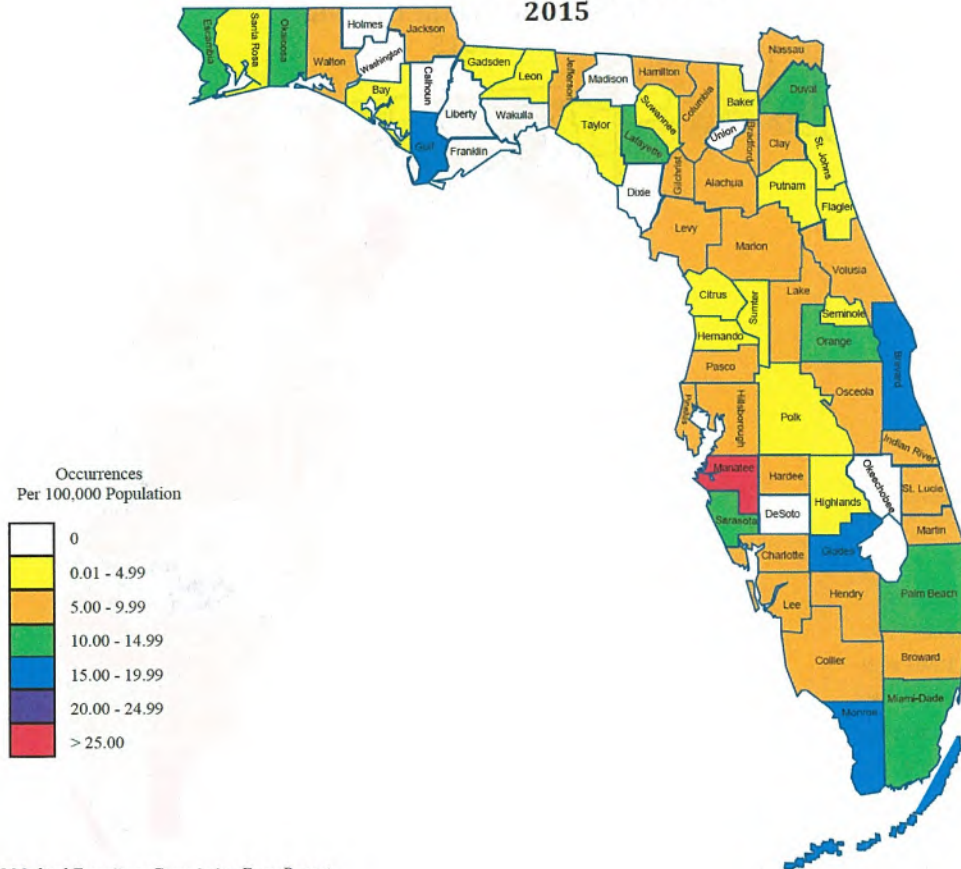 2015
Escambia
Santa Rosa
Okaloosa
Walton
Holmes
Washington
Jackson
Bay
Calhoun
Gulf
Liberty
Franklin
Gadsden
Leon
Wakulla
Jefferson
Madison
Taylor
Hamilton
Suwannee
Lafayette
Dixie
Columbia
Gilchrist
Baker
Union
Bradford
Nassau
Duval
Clay
St. Johns
Alachua
Putnam
Flagler
Levy
Marion
Volusia
Citrus
Sumter
Lake
Seminole
Hernando
Orange
Brevard
Pasco
Osceola
Pinellas
Hillsborough
Polk
Indian River
Manatee
Hardee
Okeechobee
St. Lucie
Highlands
Sarasota
DeSoto
Martin
Charlotte
Glades
Lee
Hendry
Palm Beach
Collier
Broward
Miami-Dade
Monroe
Occurrences
Per 100,000 Population
0
0.01 - 4.99
5.00 - 9.99
10.00 - 14.99
15.00 - 19.99
20.00 - 24.99
> 25.00